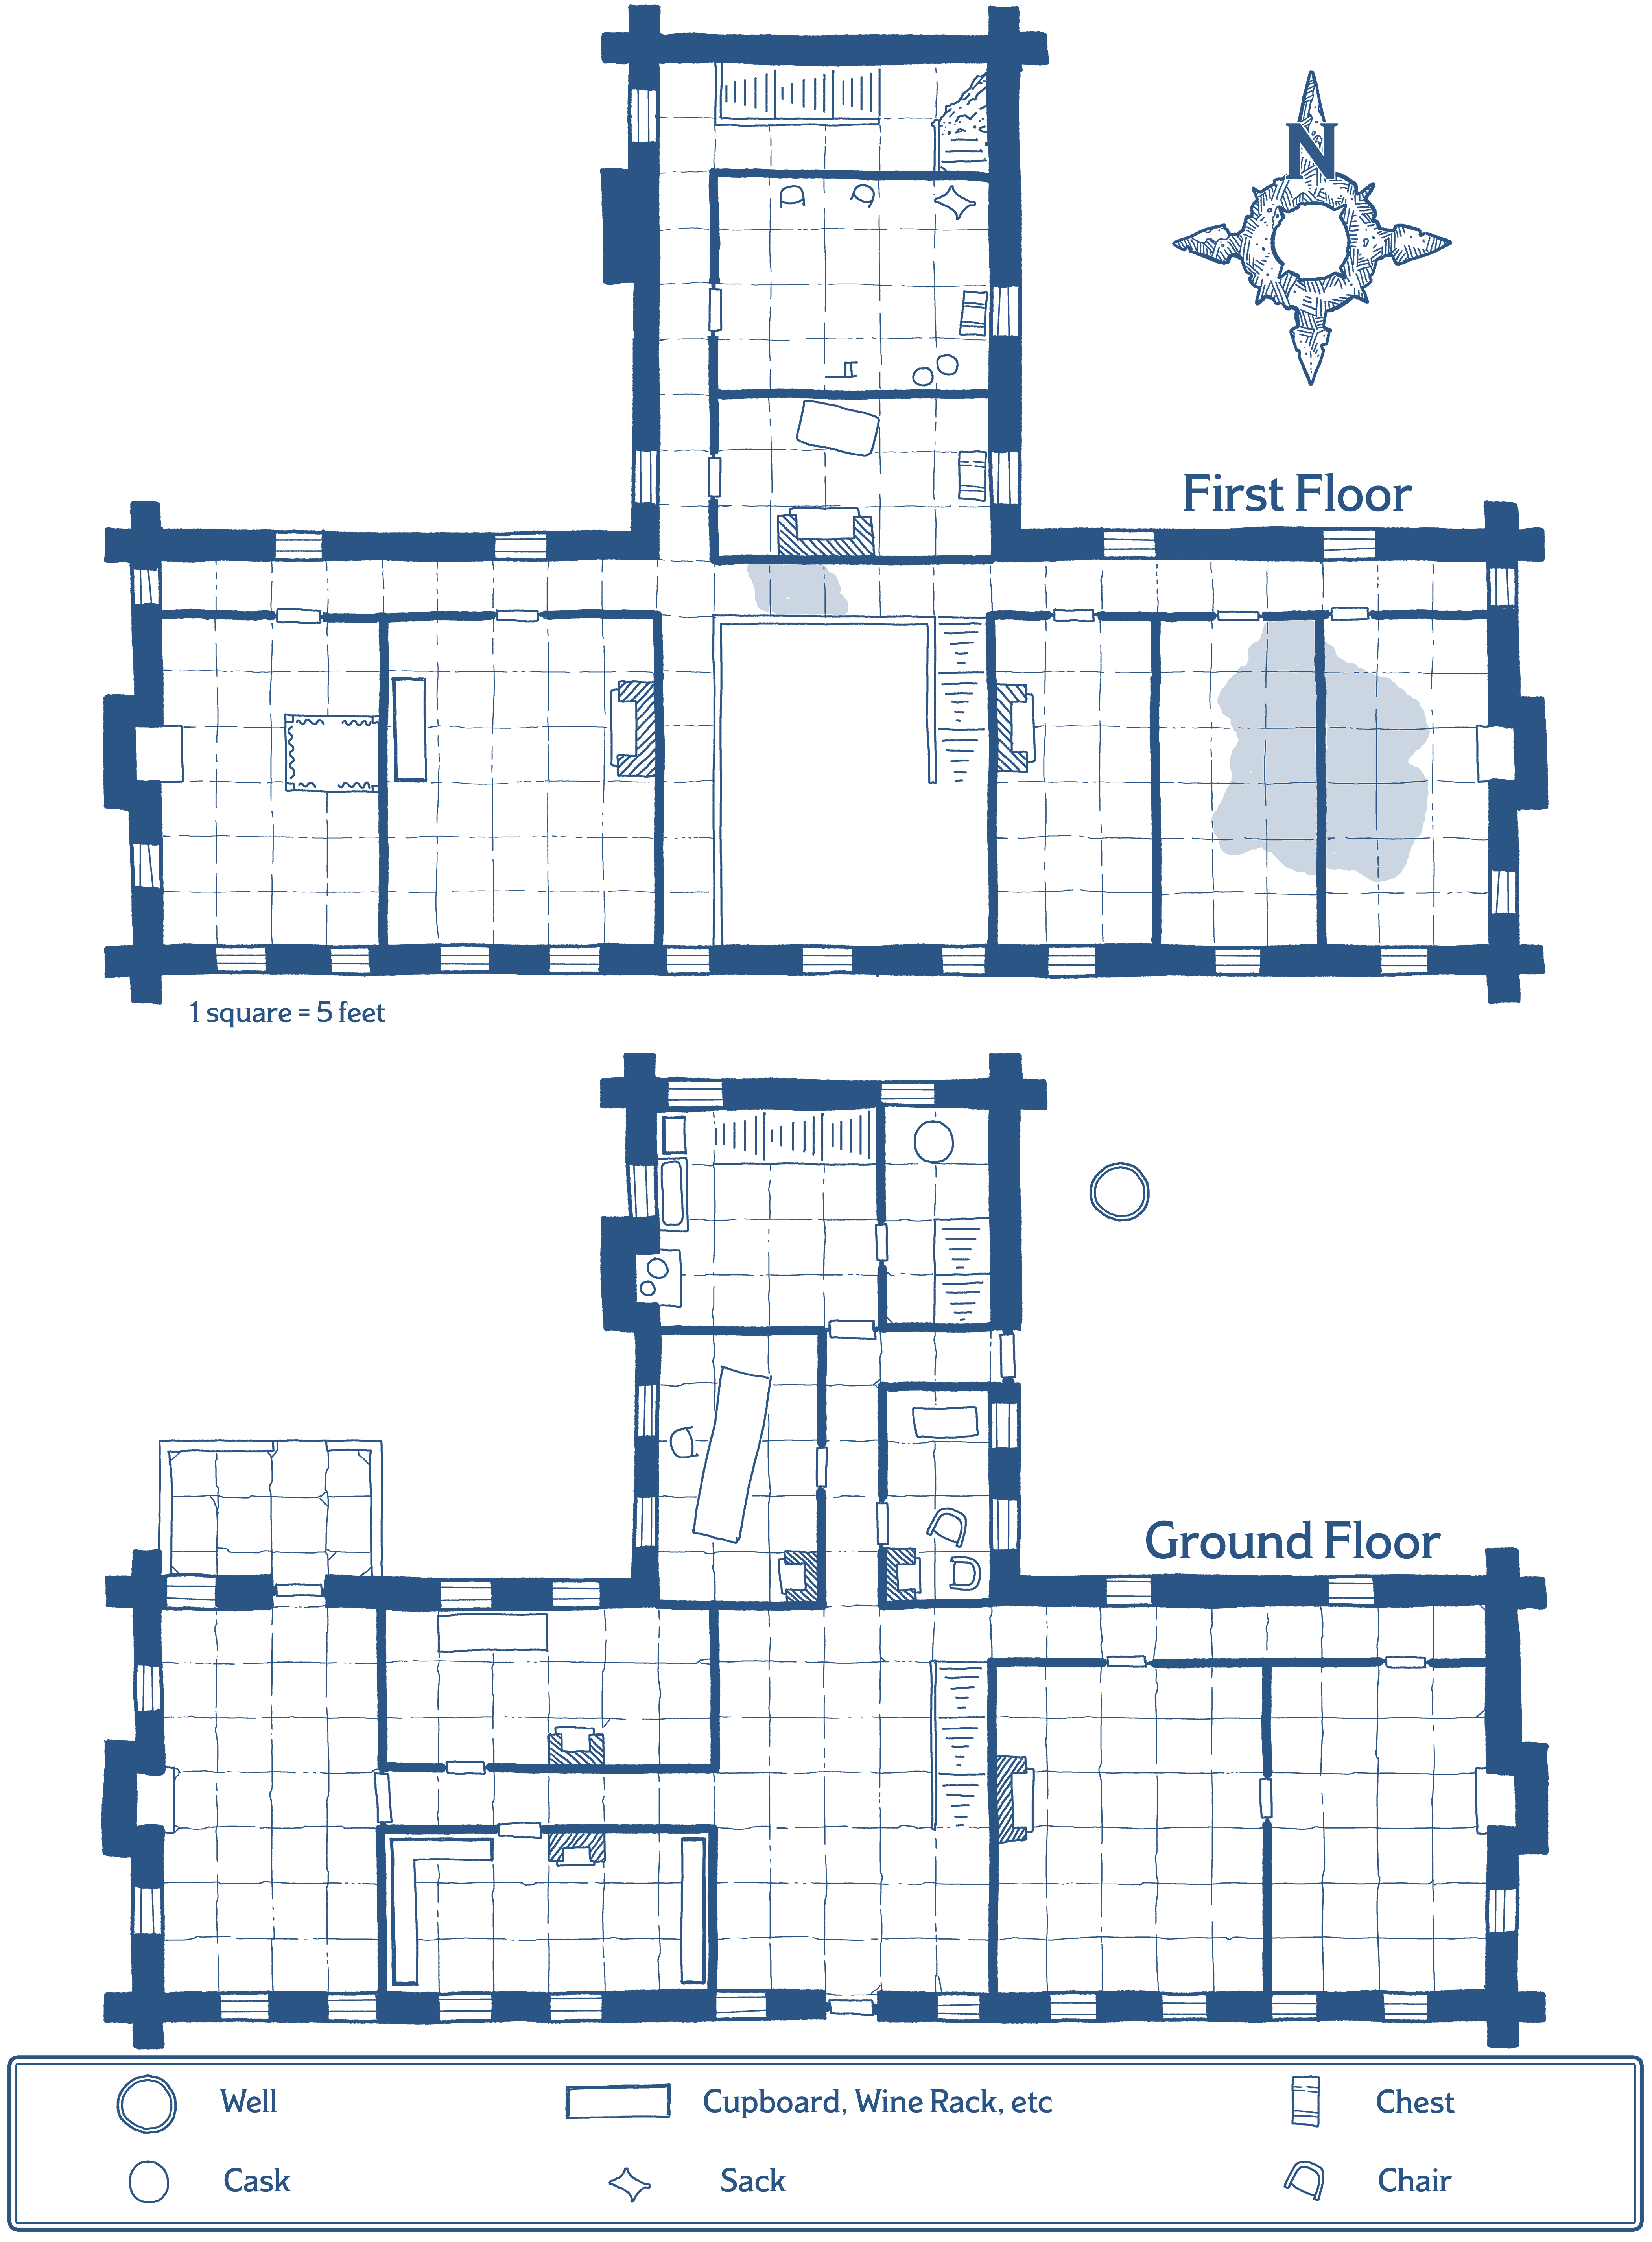 N
First Floor
1 square = 5 feet
Ground Floor
Well
Cupboard, Wine Rack, etc
Chest
Cask
Sack
Chair